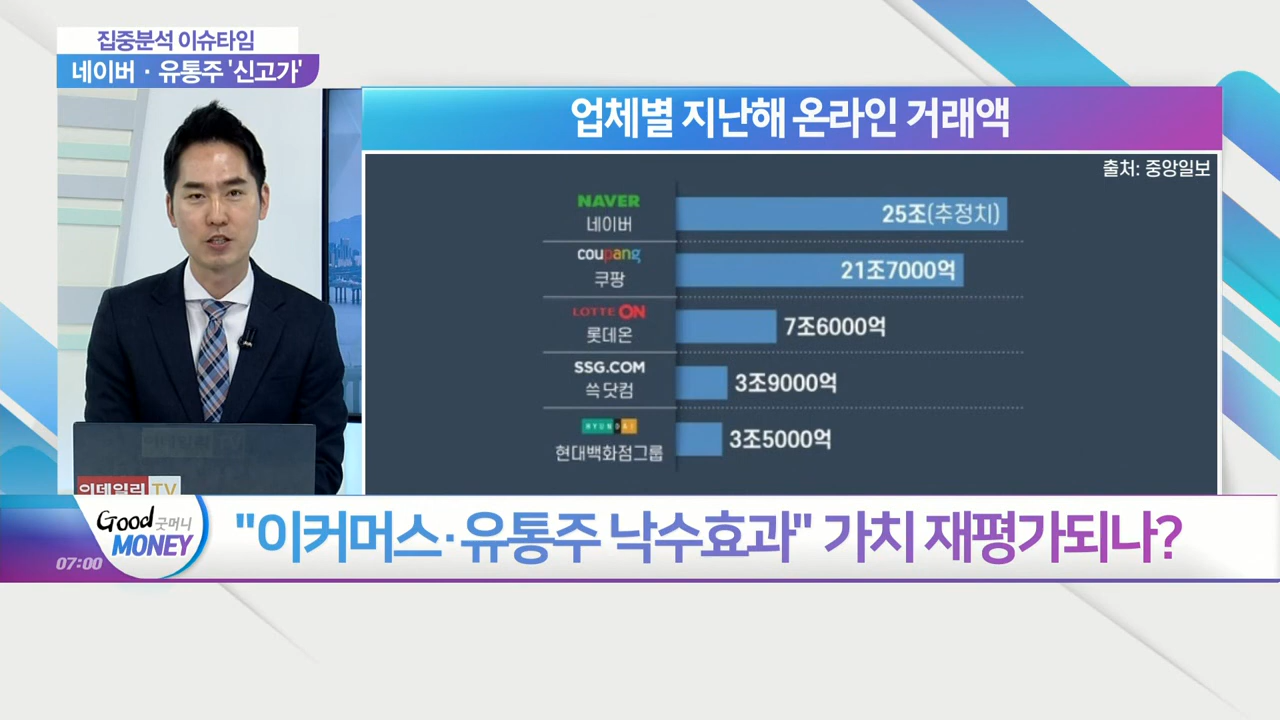 집중분석 이슈타임
네이버 · 유통주 '신고가'
업체별 지난해 온라인 거래액
출처: 중앙일보
NAVER
네이버
25조(추정치)
coupang
쿠팡
21조7000억
LOTTE ON
롯데온
7조6000억
SSG.COM
쓱닷컴
3조9000억
HYUNDAI
현대백화점그룹
3조5000억
이데일리 TV
Good 굿머니
MONEY
07:00
"이커머스·유통주 낙수효과" 가치 재평가되나?